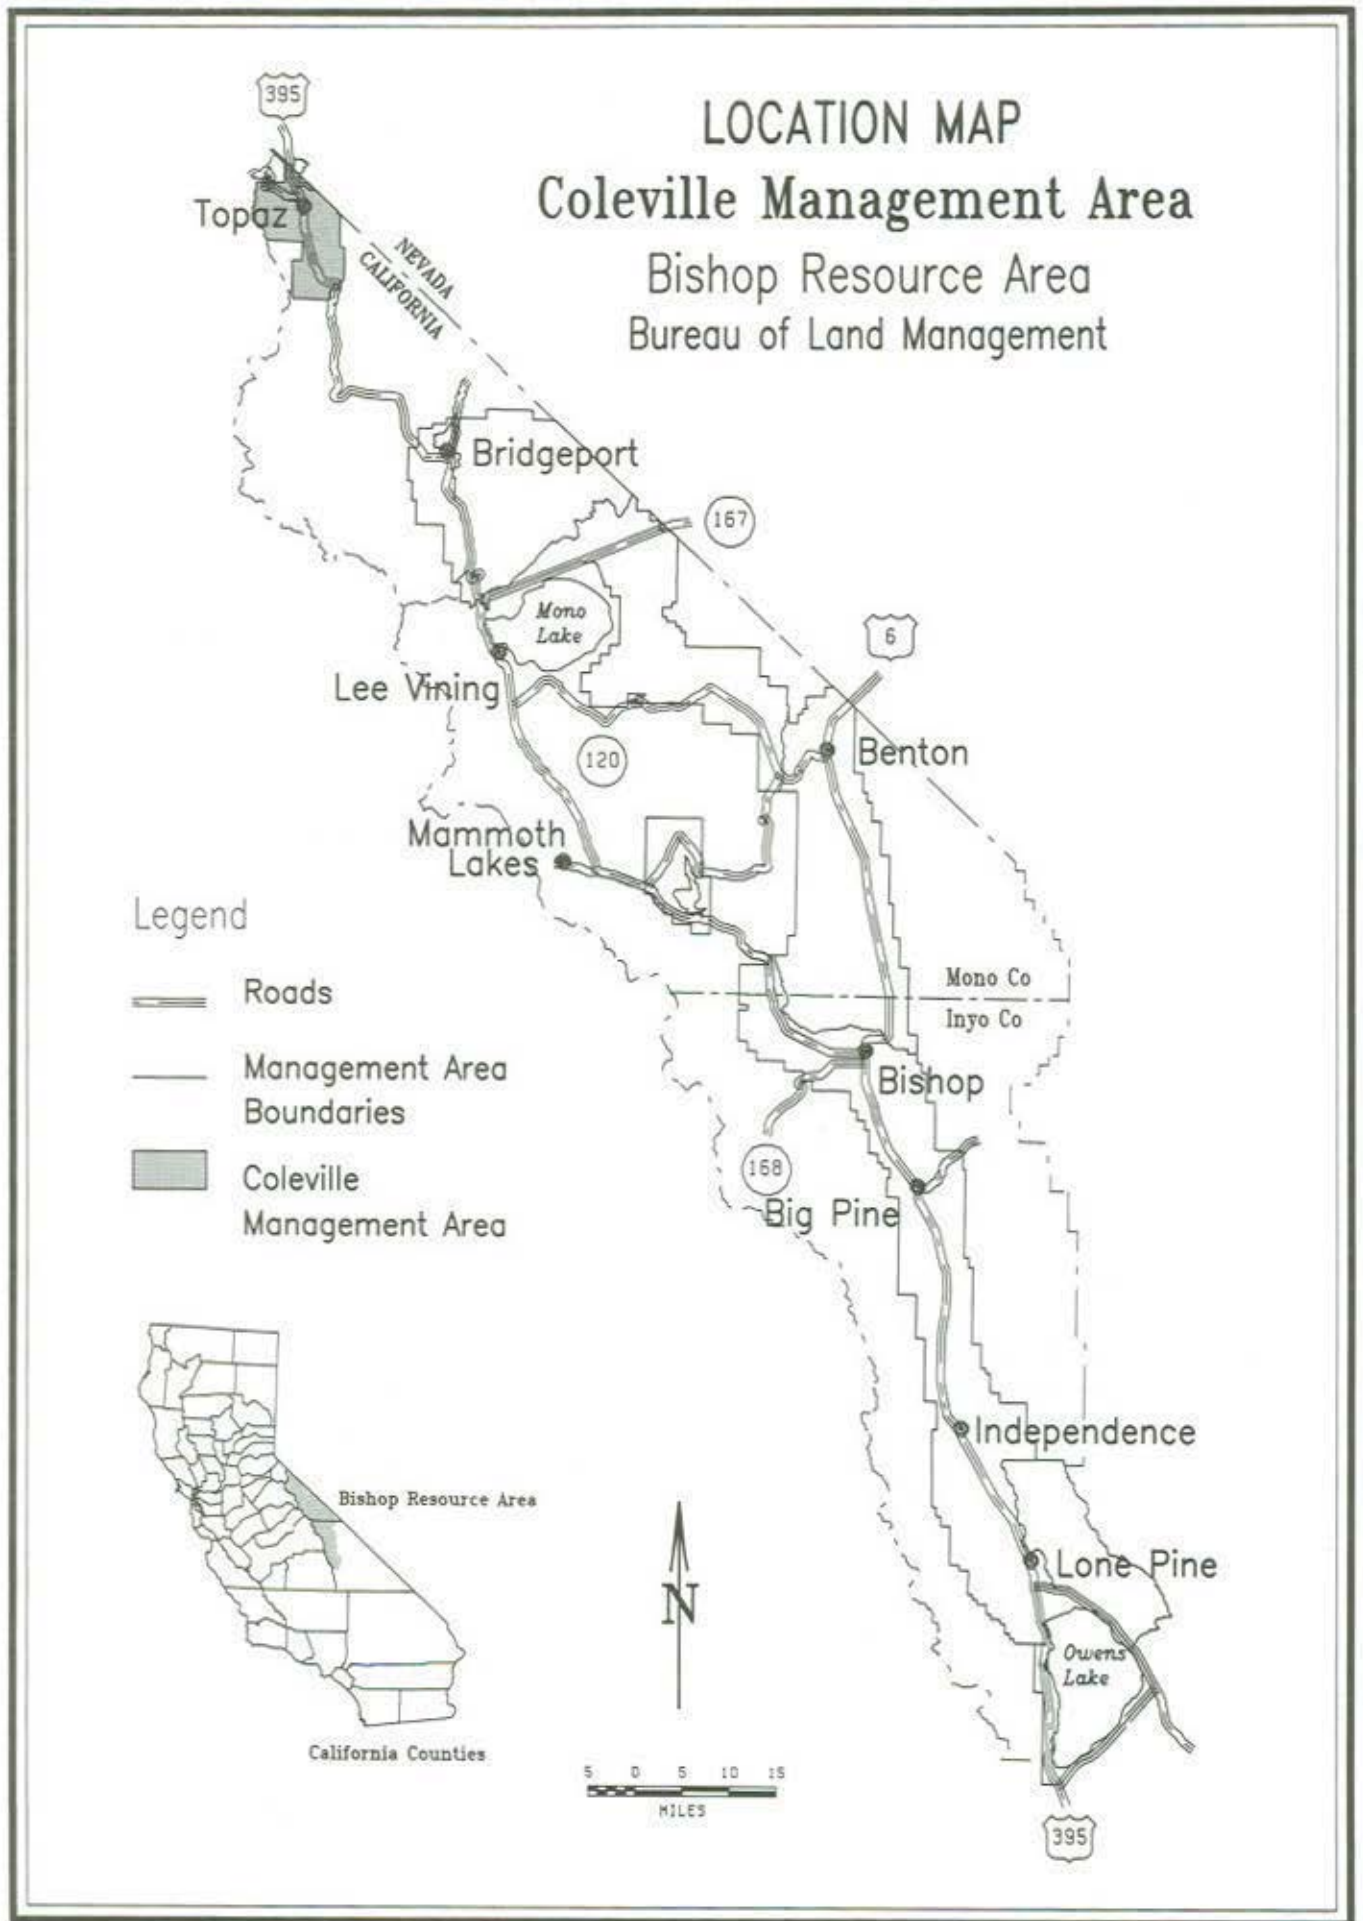 395
LOCATION MAP
Coleville Management Area
Bishop Resource Area
Bureau of Land Management
Topaz
NEVADA
CALIFORNIA
Bridgeport
167
Mono
Lake
6
Lee Vining
120
Benton
Mammoth
Lakes
Legend
Roads
Management Area
Boundaries
Coleville
Management Area
Mono Co
Inyo Co
Bishop
168
Big Pine
Independence
Bishop Resource Area
Lone Pine
N
Owens
Lake
California Counties
5 0 5 10 15
MILES
395